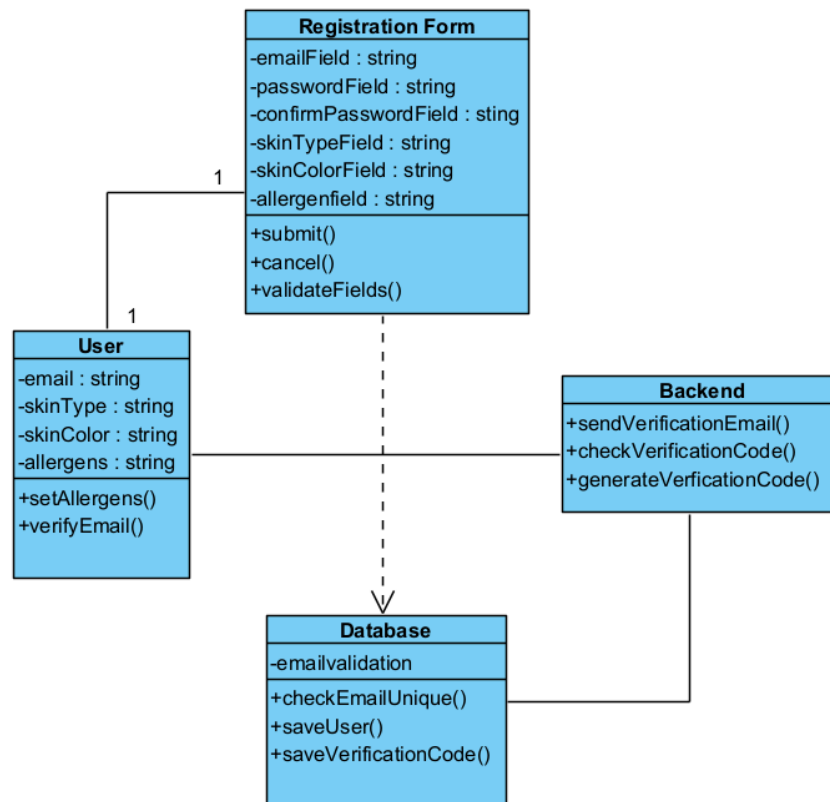 Registration Form
-emailField : string
-passwordField : string
-confirmPasswordField : sting
-skinTypeField : string
-skinColorField : string
-allergenfield : string
+submit()
+cancel()
+validateFields()
1
1
User
-email : string
-skinType : string
-skinColor : string
-allergens : string
+setAllergens()
+verifyEmail()
Backend
+sendVerificationEmail()
+checkVerificationCode()
+generateVerficationCode()
Database
-emailvalidation
+checkEmailUnique()
+saveUser()
+saveVerificationCode()